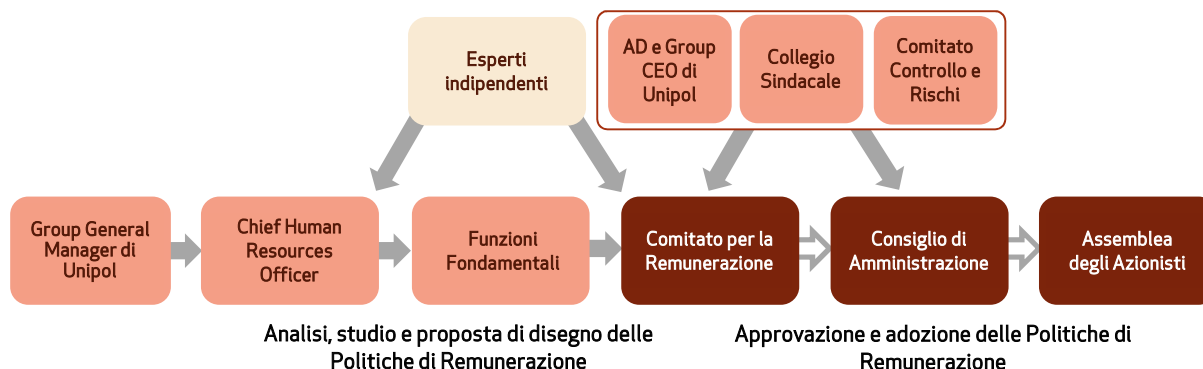 Esperti
indipendenti
AD e Group
CEO di
Unipol
Collegio
Sindacale
Comitato
Controllo e
Rischi
Group General
Manager di
Unipol
Chief Human
Resources
Officer
Funzioni
Fondamentali
Comitato per la
Remunerazione
Consiglio di
Amministrazione
Assemblea
degli Azionisti
Analisi, studio e proposta di disegno delle
Politiche di Remunerazione
Approvazione e adozione delle Politiche di
Remunerazione